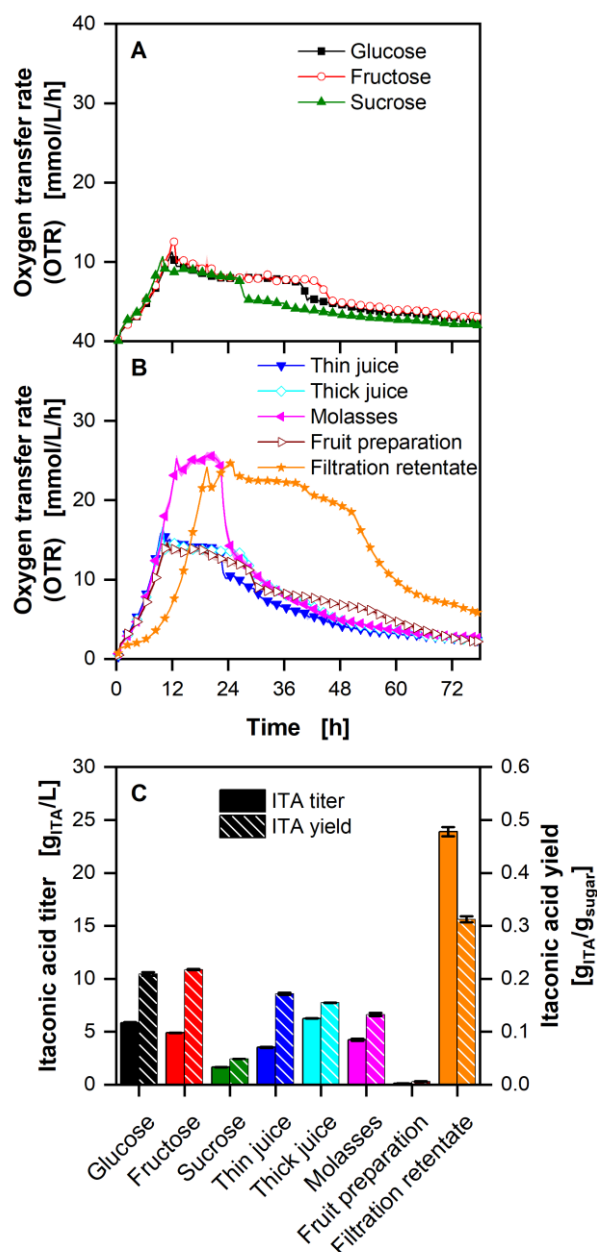 A
Glucose
Fructose
Sucrose
Oxygen transfer rate
(OTR) [mmol/L/h]
40
30
20
10
40
B
Thin juice
Thick juice
Molasses
Fruit preparation
Filtration retentate
Oxygen transfer rate
(OTR) [mmol/L/h]
30
20
10
0
0 12 24 36 48 60 72
Time [h]
C
ITA titer
ITA yield
Itaconic acid titer [gITA/L]
30
25
20
15
10
5
0
0.6
0.5
0.4
0.3
0.2
0.1
0.0
Itaconic acid yield
[gITA/gsugar]
Glucose
Fructose
Sucrose
Thin juice
Thick juice
Molasses
Fruit preparation
Filtration retentate